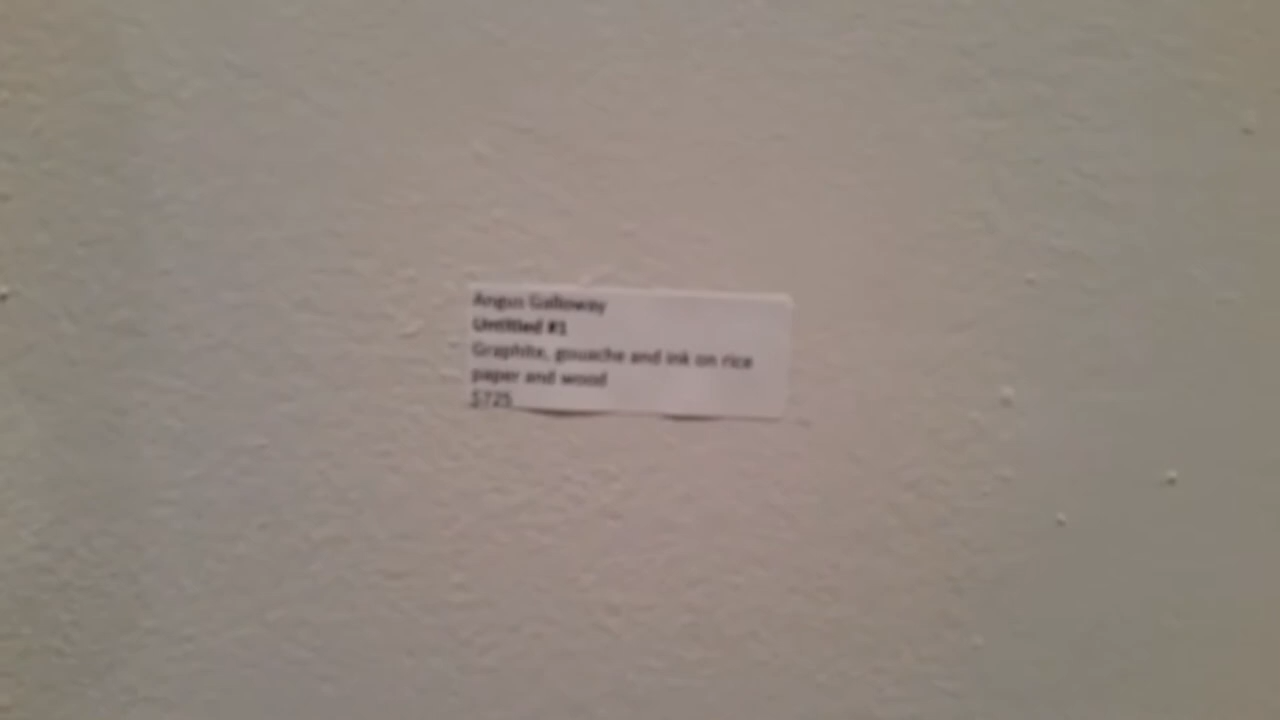 Angus Galloway
Untitled #1
Graphite, gouache and ink on rice
paper and wood
$725